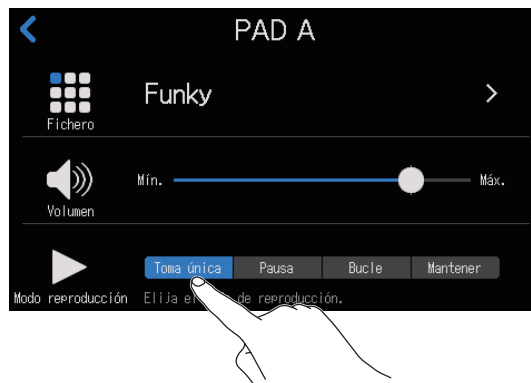 PAD A
Funky
Fichero
Mín. Máx.
Volumen
Toma única Pausa Bucle Mantener
Modo reproducción Elija el de reproducción.